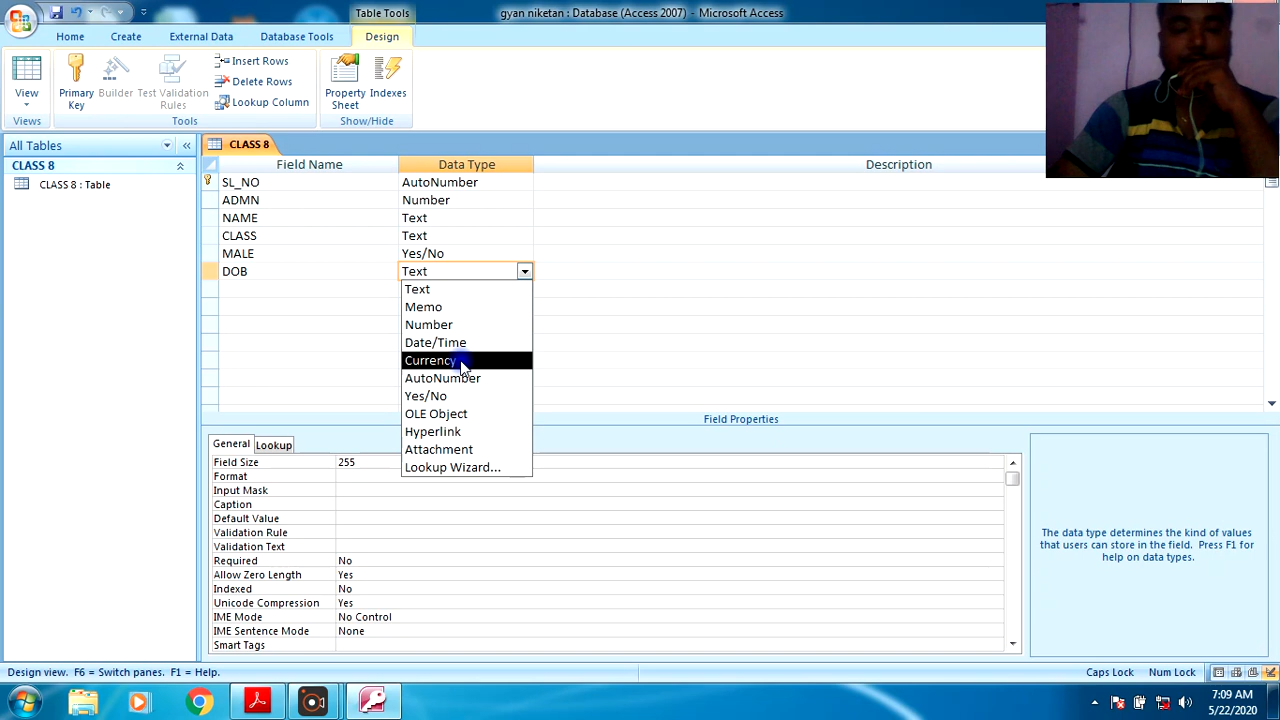 Table Tools
gyan niketan : Database (Access 2007) - Microsoft Access
Home
Create
External Data
Database Tools
Design
View
Primary Key
Builder
Test Validation Rules
Insert Rows
Delete Rows
Lookup Column
Property Sheet
Indexes
Views
Tools
Show/Hide
All Tables
CLASS 8
CLASS 8 : Table
CLASS 8
Field Name Data Type Description
SL_NO AutoNumber
ADMN Number
NAME Text
CLASS Text
MALE Yes/No
DOB Text
Text
Memo
Number
Date/Time
Currency
AutoNumber
Yes/No
OLE Object
Hyperlink
Attachment
Lookup Wizard...
Field Properties
General Lookup
Field Size 255
Format
Input Mask
Caption
Default Value
Validation Rule
Validation Text
Required No
Allow Zero Length Yes
Indexed No
Unicode Compression Yes
IME Mode No Control
IME Sentence Mode None
Smart Tags
The data type determines the kind of values
that users can store in the field. Press F1 for
help on data types.
Design view. F6 = Switch panes. F1 = Help.
Caps Lock
Num Lock
7:09 AM
5/22/2020